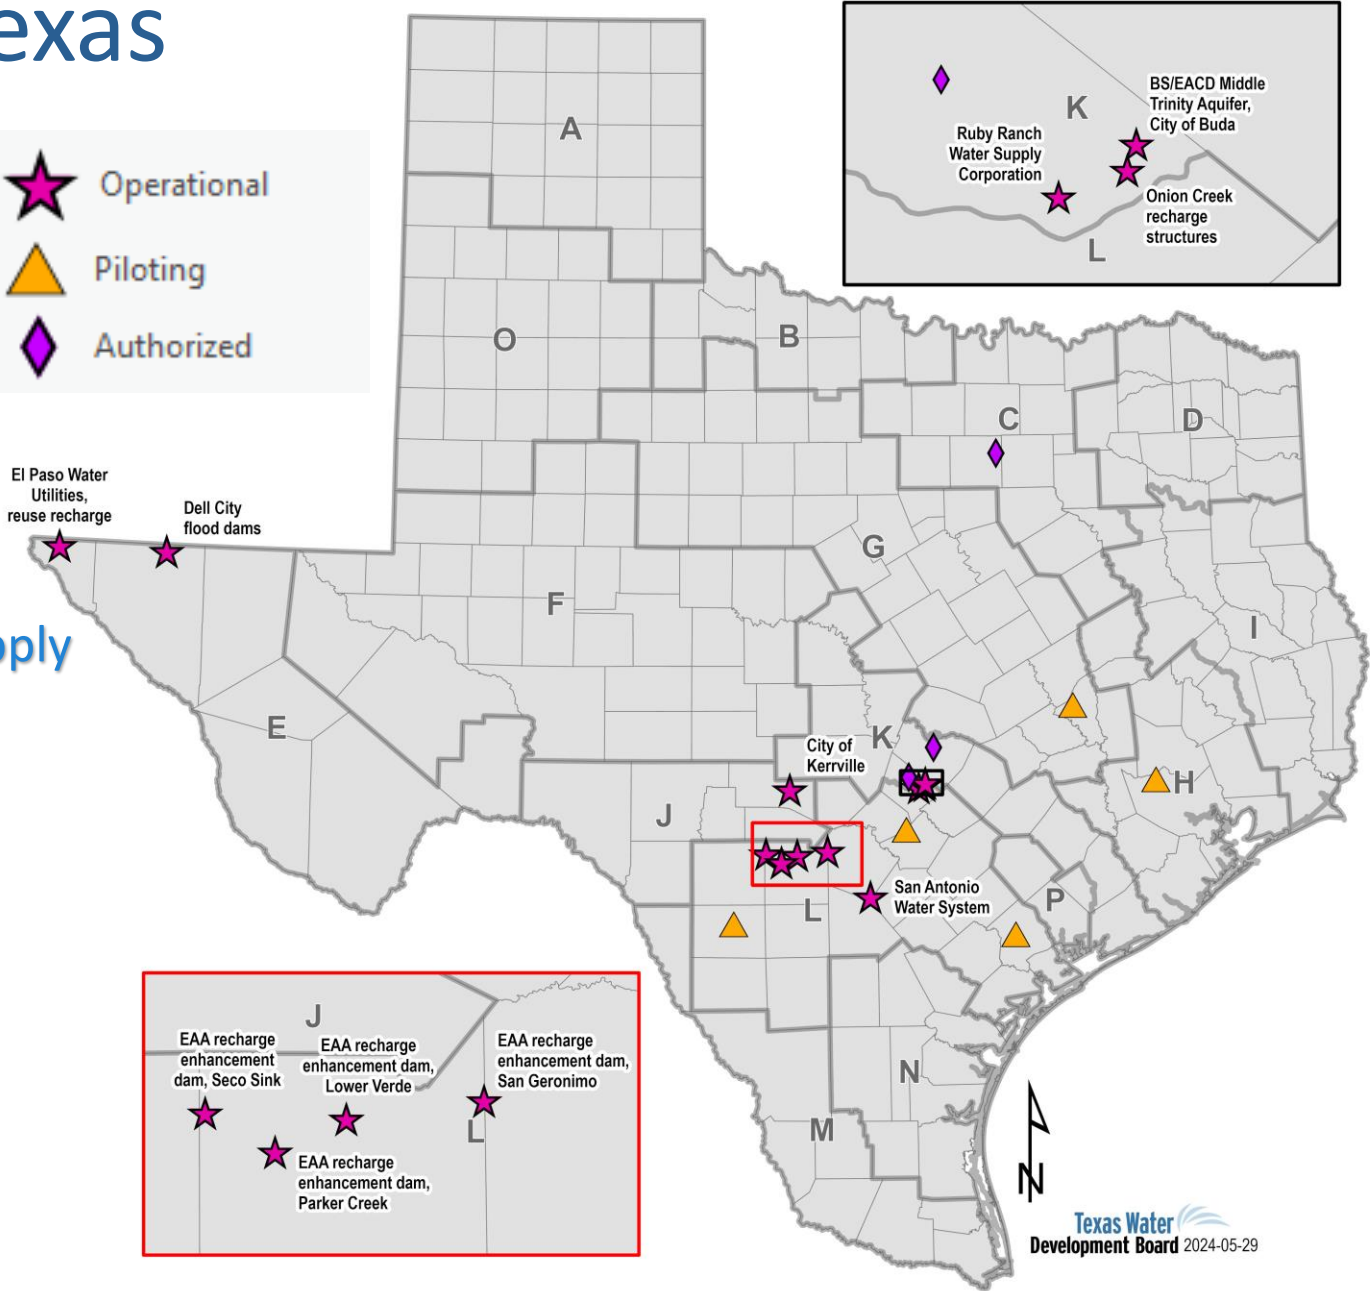 exas
Operational
Piloting
Authorized
A
B
O
C
D
G
F
I
E
K
H
J
L
P
N
M
K
BS/EACD Middle
Trinity Aquifer,
City of Buda
Ruby Ranch
Water Supply
Corporation
Onion Creek
recharge
structures
L
El Paso Water
Utilities,
reuse recharge
Dell City
flood dams
pply
City of
Kerrville
San Antonio
Water System
J
EAA recharge
enhancement
dam, Seco Sink
EAA recharge
enhancement dam,
Lower Verde
EAA recharge
enhancement dam,
San Geronimo
L
EAA recharge
enhancement dam,
Parker Creek
N
Texas Water
Development Board 2024-05-29